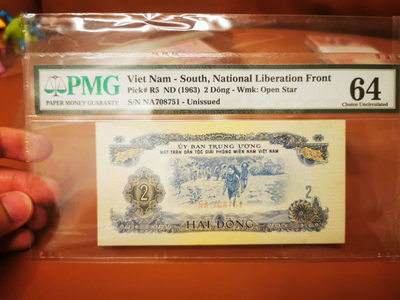 PMG
PAPER MONEY GUARANTY
Viet Nam - South, National Liberation Front
Pick# R5 ND (1963) 2 Dông - Wmk: Open Star
S/N NA708751 - Unissued
64
Choice Uncirculated
ỦY BAN TRUNG ƯƠNG
MẶT TRẬN DÂN TỘC GIẢI PHÓNG MIỀN NAM VIỆT NAM
2
2
HAI ĐỒNG